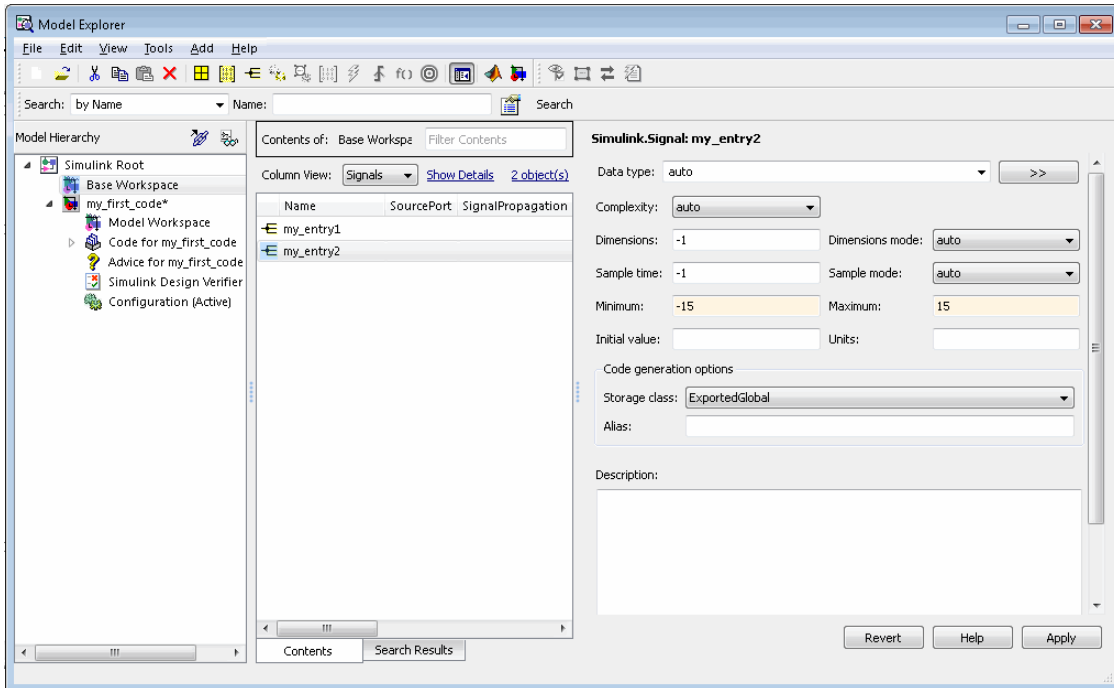 Model Explorer
File Edit View Tools Add Help
f()
Search: by Name Name: Search
Model Hierarchy
Simulink Root
Base Workspace
my_first_code*
Model Workspace
Code for my_first_code
Advice for my_first_code
Simulink Design Verifier
Configuration (Active)
Contents of: Base Workspa Filter Contents
Column View: Signals Show Details 2 object(s)
Name SourcePort SignalPropagation
my_entry1
my_entry2
Contents Search Results
Simulink.Signal: my_entry2
Data type: auto >>
Complexity: auto
Dimensions: -1 Dimensions mode: auto
Sample time: -1 Sample mode: auto
Minimum: -15 Maximum: 15
Initial value: Units:
Code generation options
Storage class: ExportedGlobal
Alias:
Description:
Revert Help Apply